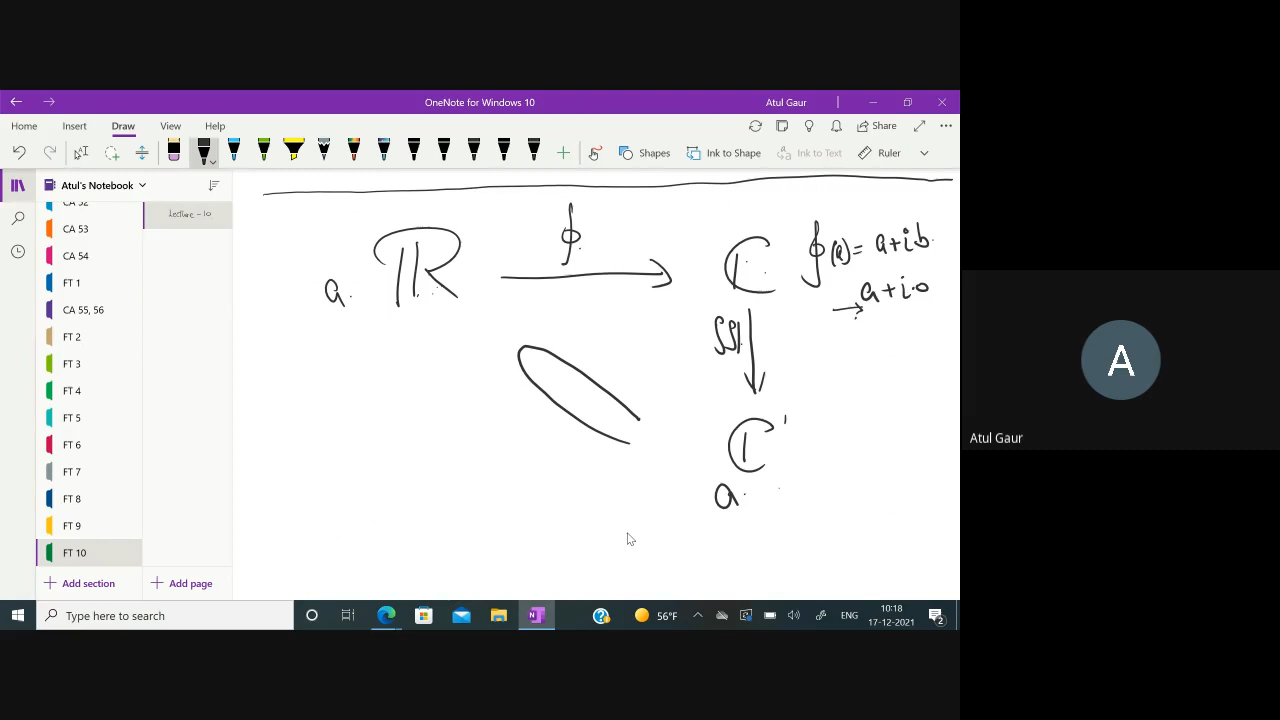 OneNote for Windows 10
Atul Gaur
Home Insert Draw View Help
Share
Shapes Ink to Shape Ink to Text Ruler
Atul's Notebook
CA 52
CA 53
CA 54
FT 1
CA 55, 56
FT 2
FT 3
FT 4
FT 5
FT 6
FT 7
FT 8
FT 9
FT 10
Add section Add page
Lecture - 10
ϕ
a. ℝ ℂ ϕ(a) = a+ib.
→ a+i·0
ℂ'
a.
A
Atul Gaur
Type here to search
56°F
ENG
10:18
17-12-2021
2